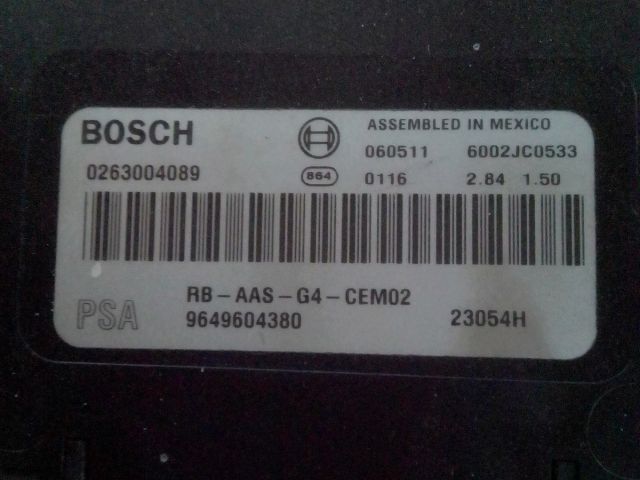 BOSCH
ASSEMBLED IN MEXICO
060511 6002JC0533
0263004089
864
0116 2.84 1.50
RB-AAS-G4-CEM02
PSA
9649604380
23054H